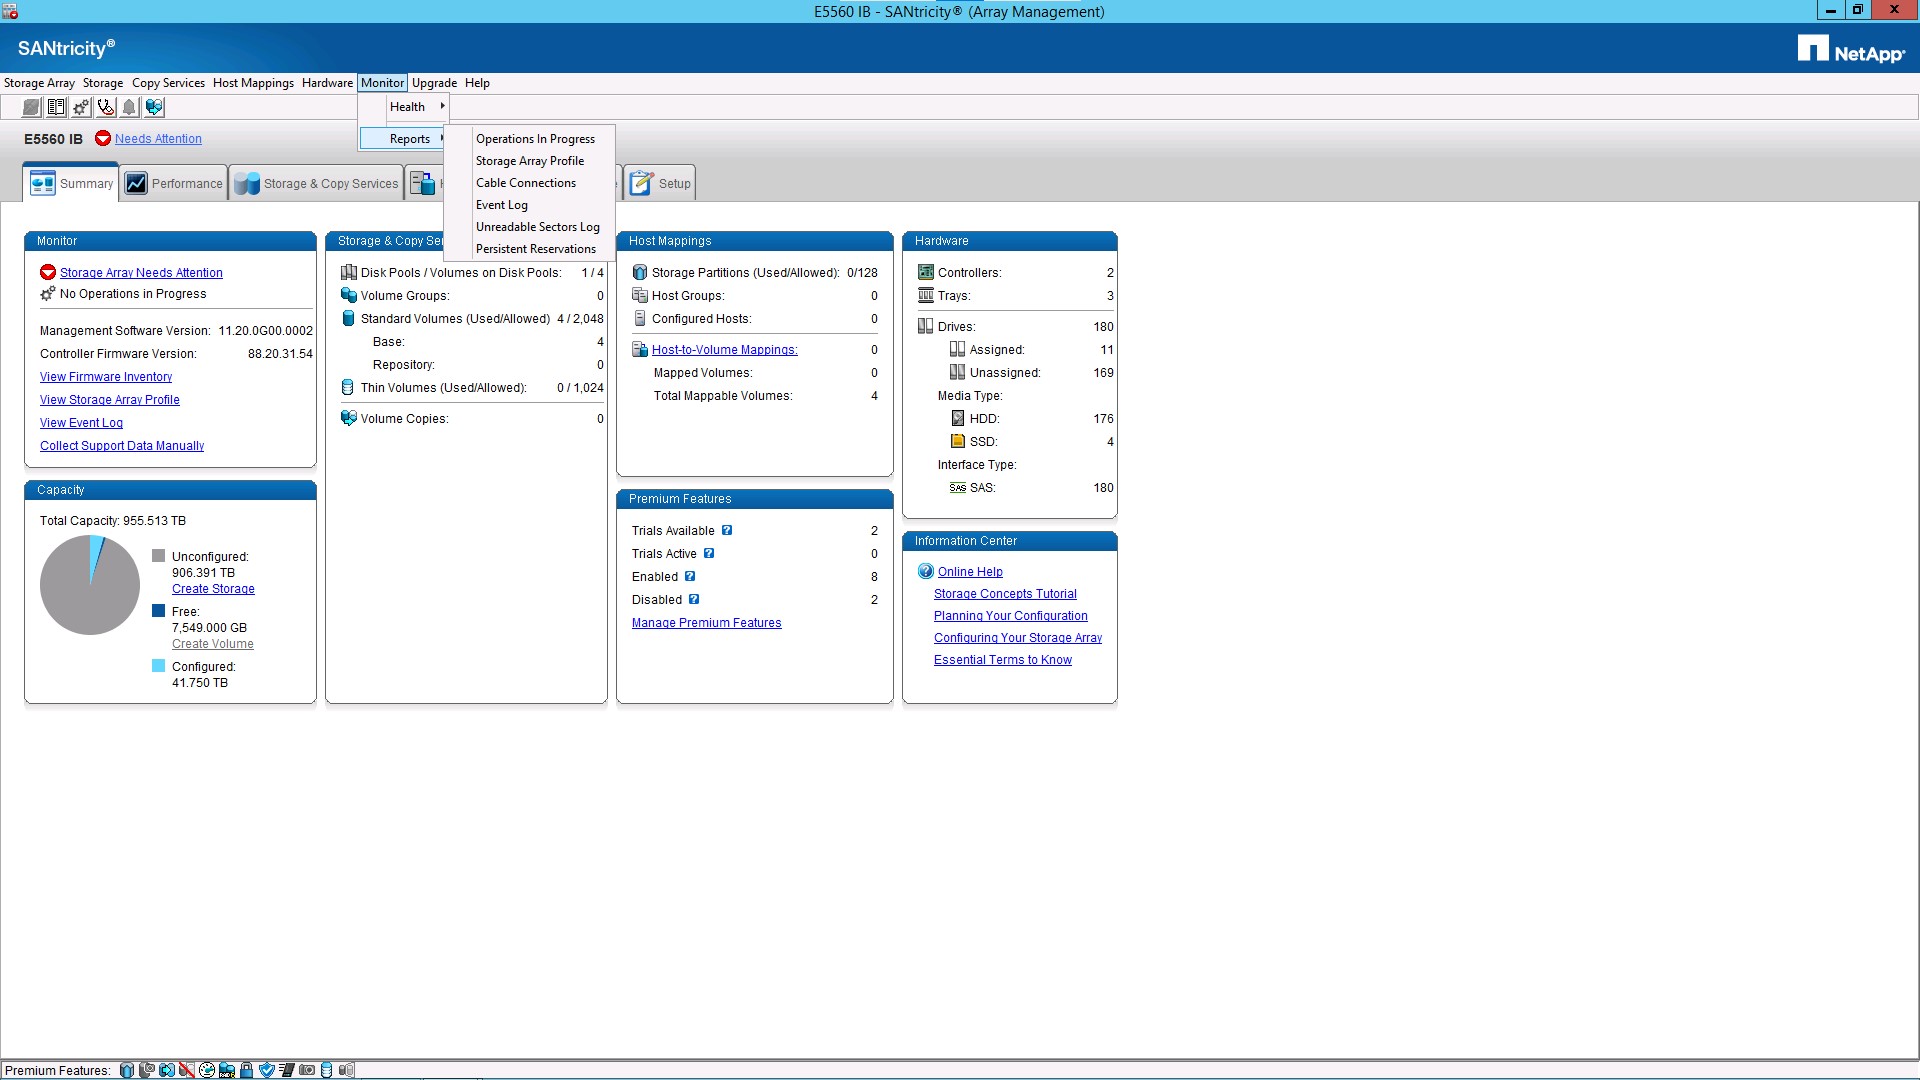 E5560 IB - SANtricity® (Array Management)
SANtricity®
NetApp®
Storage Array Storage Copy Services Host Mappings Hardware Monitor Upgrade Help
Health
Reports
Operations In Progress
Storage Array Profile
Cable Connections
Event Log
Unreadable Sectors Log
Persistent Reservations
E5560 IB Needs Attention
Summary Performance Storage & Copy Services Setup
Monitor
Storage Array Needs Attention
No Operations in Progress
Management Software Version: 11.20.0G00.0002
Controller Firmware Version: 88.20.31.54
View Firmware Inventory
View Storage Array Profile
View Event Log
Collect Support Data Manually
Capacity
Total Capacity: 955.513 TB
Unconfigured:
906.391 TB
Create Storage
Free:
7,549.000 GB
Create Volume
Configured:
41.750 TB
Storage & Copy Ser
Disk Pools / Volumes on Disk Pools: 1 / 4
Volume Groups: 0
Standard Volumes (Used/Allowed) 4 / 2,048
Base: 4
Repository: 0
Thin Volumes (Used/Allowed): 0 / 1,024
Volume Copies: 0
Host Mappings
Storage Partitions (Used/Allowed): 0/128
Host Groups: 0
Configured Hosts: 0
Host-to-Volume Mappings: 0
Mapped Volumes: 0
Total Mappable Volumes: 4
Premium Features
Trials Available ? 2
Trials Active ? 0
Enabled ? 8
Disabled ? 2
Manage Premium Features
Hardware
Controllers: 2
Trays: 3
Drives: 180
Assigned: 11
Unassigned: 169
Media Type:
HDD: 176
SSD: 4
Interface Type:
SAS SAS: 180
Information Center
? Online Help
Storage Concepts Tutorial
Planning Your Configuration
Configuring Your Storage Array
Essential Terms to Know
Premium Features: